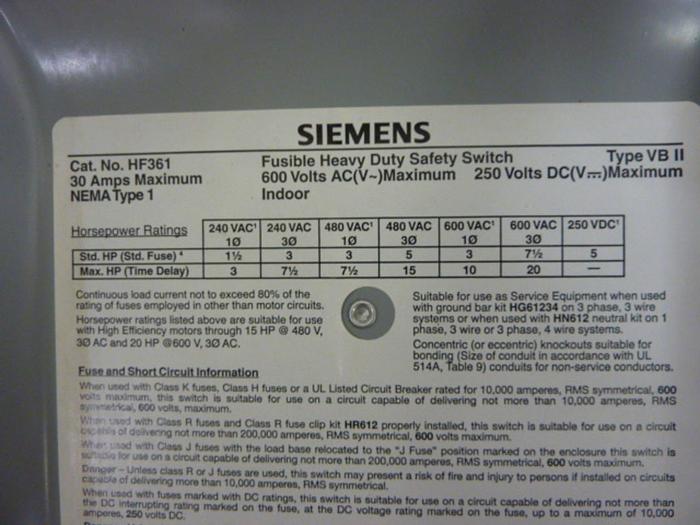 SIEMENS
Cat. No. HF361
30 Amps Maximum
NEMA Type 1
Fusible Heavy Duty Safety Switch
600 Volts AC(V~)Maximum
Indoor
Type VB II
250 Volts DC(V⎓)Maximum
Horsepower Ratings 240 VAC¹ 1Ø 240 VAC 3Ø 480 VAC¹ 1Ø 480 VAC 3Ø 600 VAC¹ 1Ø 600 VAC 3Ø 250 VDC¹
Std. HP (Std. Fuse) ⁴ 1½ 3 3 5 3 7½ 5
Max. HP (Time Delay) 3 7½ 7½ 15 10 20 —
Continuous load current not to exceed 80% of the
rating of fuses employed in other than motor circuits.
Horsepower ratings listed above are suitable for use
with High Efficiency motors through 15 HP @ 480 V,
3Ø AC and 20 HP @600 V, 3Ø AC.
Suitable for use as Service Equipment when used
with ground bar kit HG61234 on 3 phase, 3 wire
systems or when used with HN612 neutral kit on 1
phase, 3 wire or 3 phase, 4 wire systems.
Concentric (or eccentric) knockouts suitable for
bonding (Size of conduit in accordance with UL
514A, Table 9) conduits for non-service conductors.
Fuse and Short Circuit Information
When used with Class K fuses, Class H fuses or a UL Listed Circuit Breaker rated for 10,000 amperes, RMS symmetrical, 600
volts maximum, this switch is suitable for use on a circuit capable of delivering not more than 10,000 amperes, RMS
symmetrical, 600 volts, maximum.
When used with Class R fuses and Class R fuse clip kit HR612 properly installed, this switch is suitable for use on a circuit
capable of delivering not more than 200,000 amperes, RMS symmetrical, 600 volts maximum.
When used with Class J fuses with the load base relocated to the "J Fuse" position marked on the enclosure this switch is
suitable for use on a circuit capable of delivering not more than 200,000 amperes, RMS Symmetrical, 600 volts maximum.
Danger – Unless class R or J fuses are used, this switch may present a risk of fire and injury to persons if installed on circuits
capable of delivering more than 10,000 amperes, RMS Symmetrical.
When used with fuses marked with DC ratings, this switch is suitable for use on a circuit capable of delivering not more than
the DC interrupting rating marked on the fuse, at the DC voltage rating marked on the fuse, up to a maximum of 10,000
amperes, 250 volts DC.